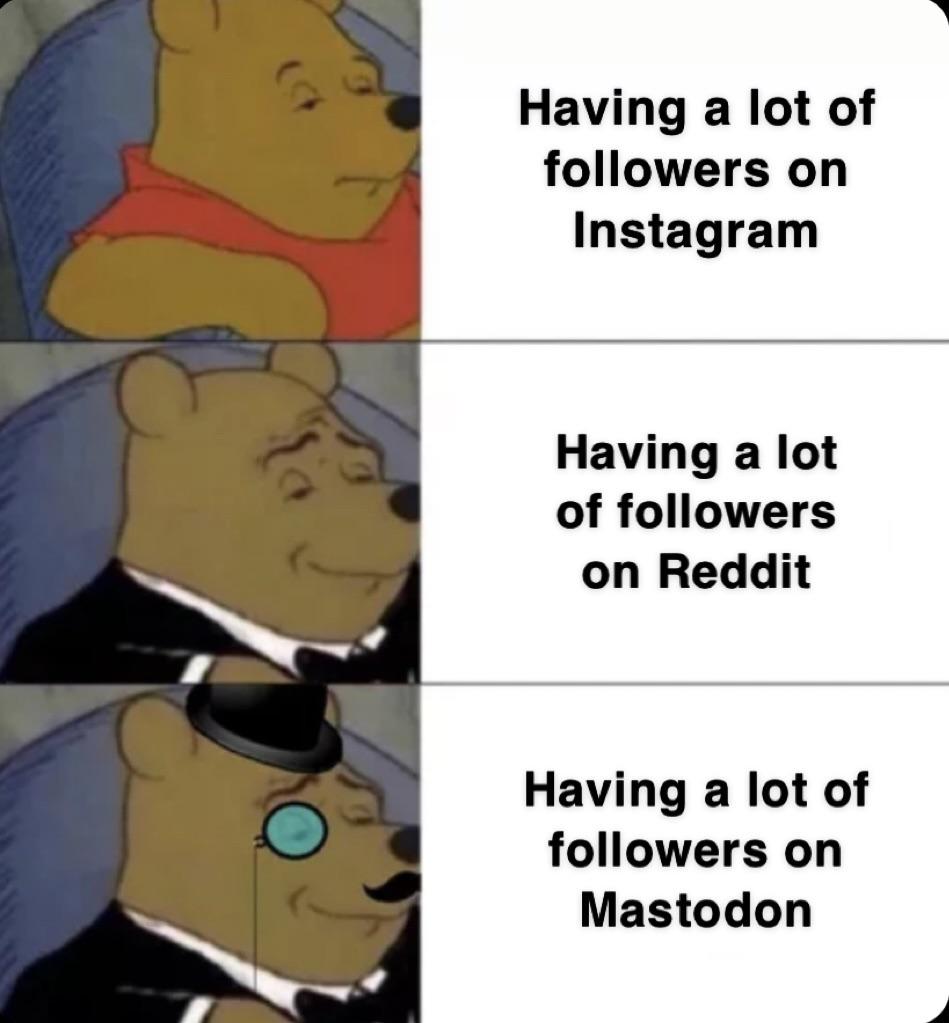 Having a lot of
followers on
Instagram
Having a lot
of followers
on Reddit
Having a lot of
followers on
Mastodon